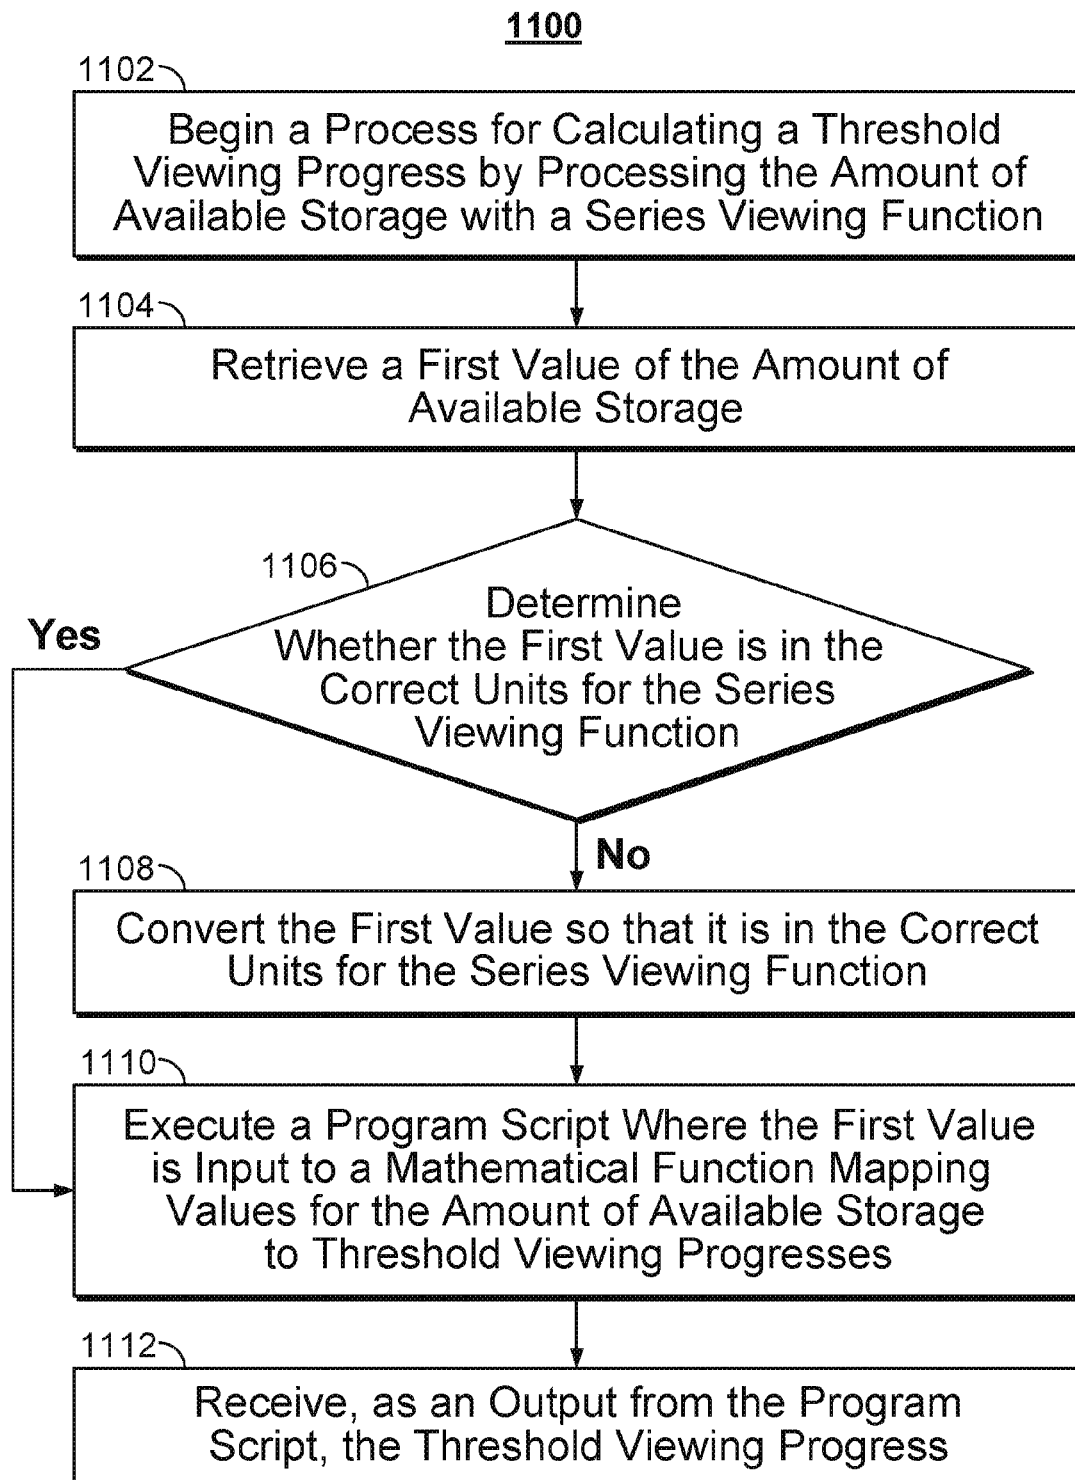 1100
1102
Begin a Process for Calculating a Threshold
Viewing Progress by Processing the Amount of
Available Storage with a Series Viewing Function
1104
Retrieve a First Value of the Amount of
Available Storage
1106
Determine
Whether the First Value is in the
Correct Units for the Series
Viewing Function
Yes
No
1108
Convert the First Value so that it is in the Correct
Units for the Series Viewing Function
1110
Execute a Program Script Where the First Value
is Input to a Mathematical Function Mapping
Values for the Amount of Available Storage
to Threshold Viewing Progresses
1112
Receive, as an Output from the Program
Script, the Threshold Viewing Progress